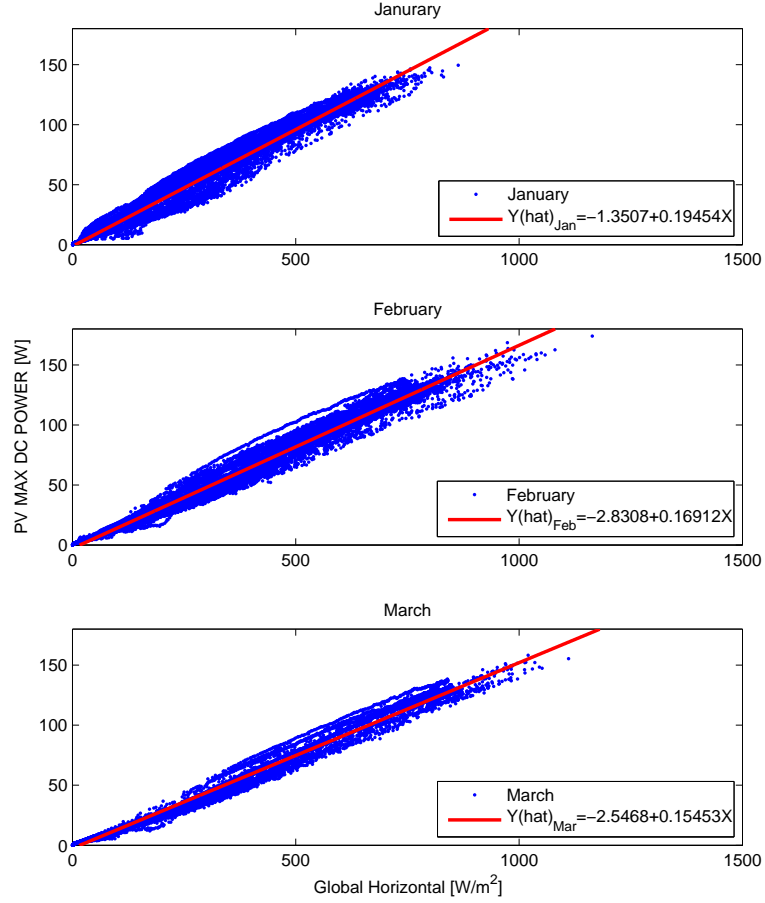 Janurary
150
100
50
0
0
500
1000
1500
January
Y(hat)Jan=−1.3507+0.19454X
February
PV MAX DC POWER [W]
150
100
50
0
0
500
1000
1500
February
Y(hat)Feb=−2.8308+0.16912X
March
150
100
50
0
0
500
1000
1500
March
Y(hat)Mar=−2.5468+0.15453X
Global Horizontal [W/m²]